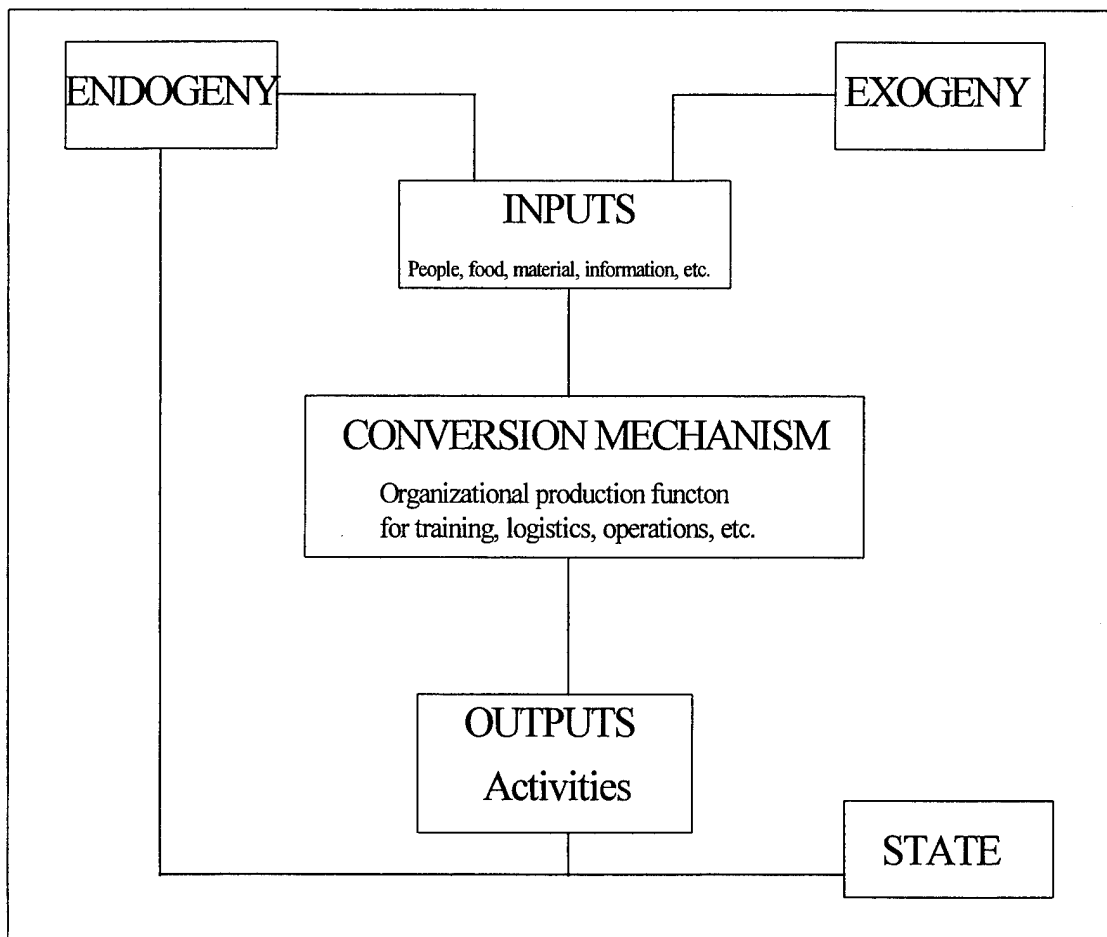 ENDOGENY
EXOGENY
INPUTS
People, food, material, information, etc.
CONVERSION MECHANISM
Organizational production functon
for training, logistics, operations, etc.
OUTPUTS
Activities
STATE